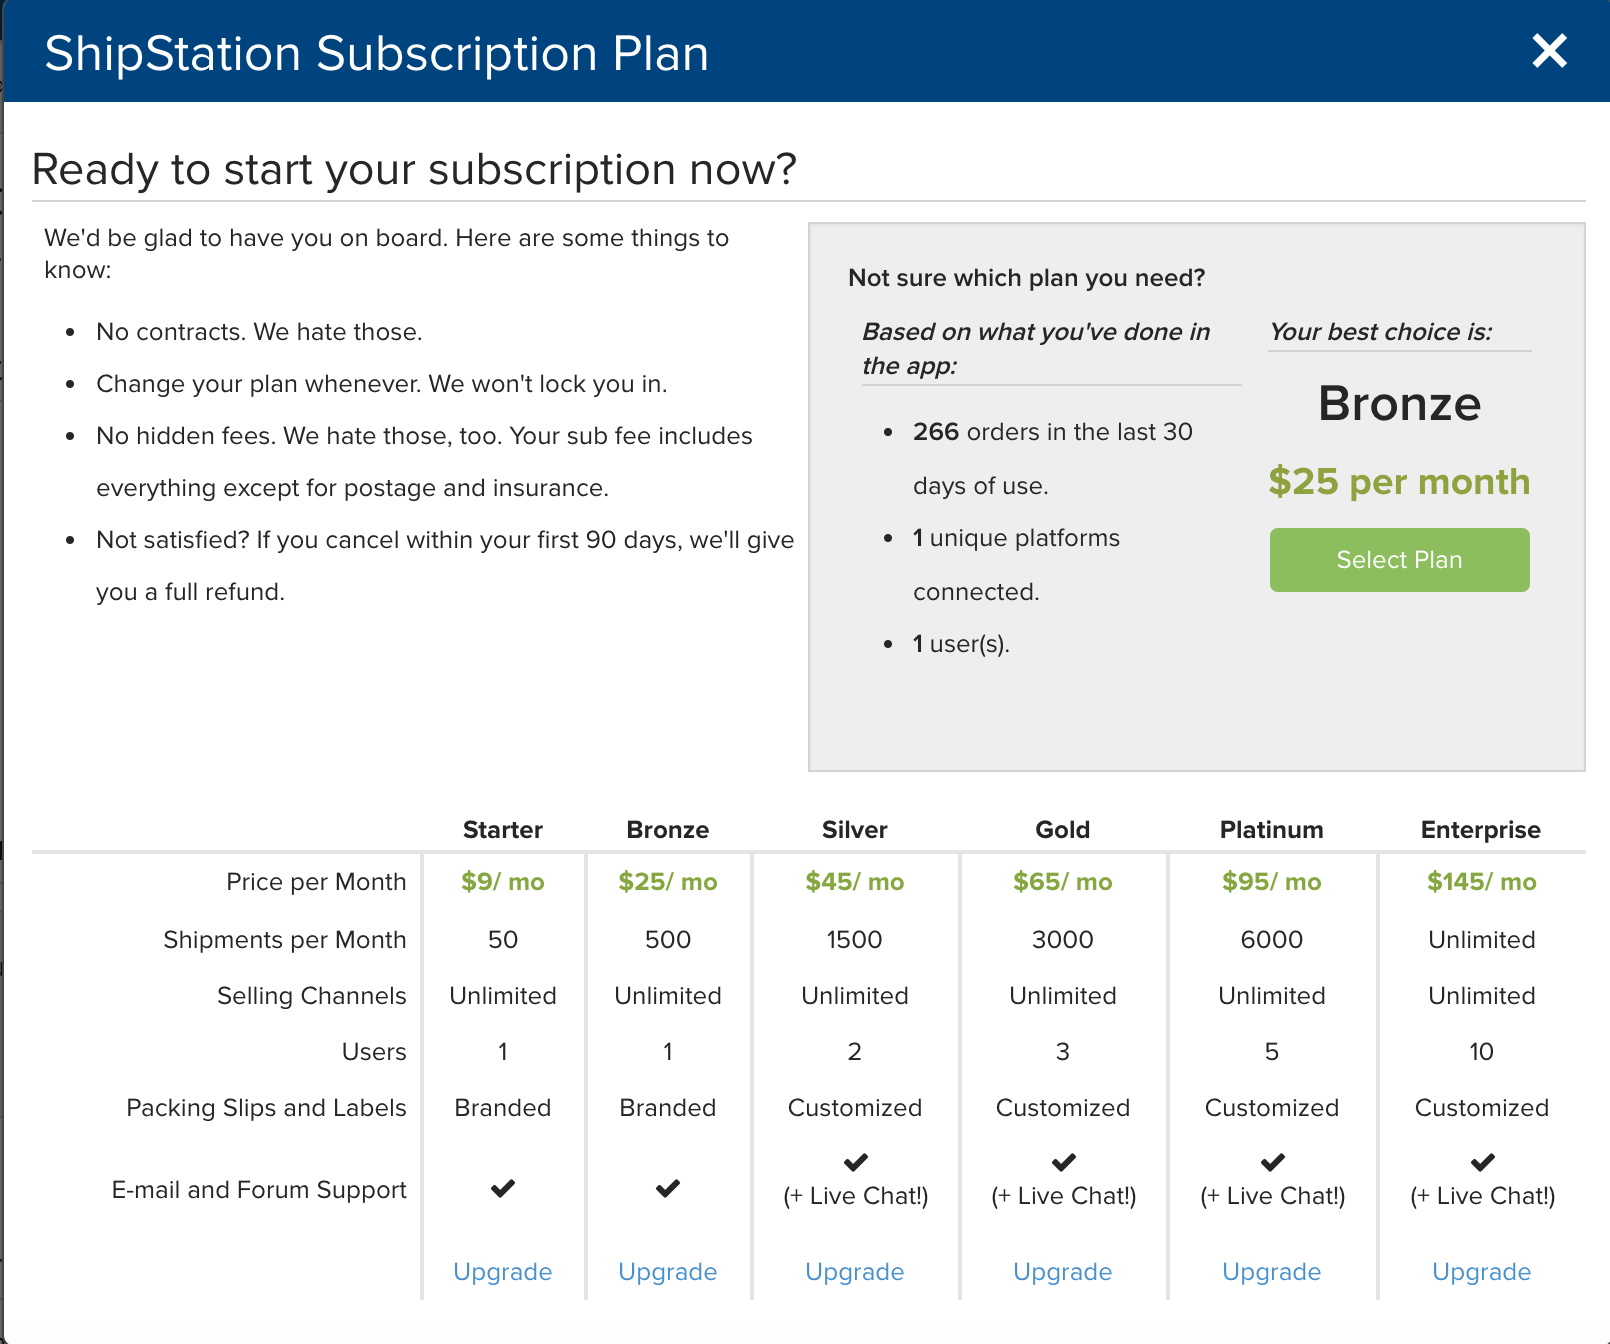 ShipStation Subscription Plan
Ready to start your subscription now?
We'd be glad to have you on board. Here are some things to
know:
• No contracts. We hate those.
• Change your plan whenever. We won't lock you in.
• No hidden fees. We hate those, too. Your sub fee includes
everything except for postage and insurance.
• Not satisfied? If you cancel within your first 90 days, we'll give
you a full refund.
Not sure which plan you need?
Based on what you've done in
the app:
• 266 orders in the last 30
days of use.
• 1 unique platforms
connected.
• 1 user(s).
Your best choice is:
Bronze
$25 per month
Select Plan
Starter Bronze Silver Gold Platinum Enterprise
Price per Month $9/ mo $25/ mo $45/ mo $65/ mo $95/ mo $145/ mo
Shipments per Month 50 500 1500 3000 6000 Unlimited
Selling Channels Unlimited Unlimited Unlimited Unlimited Unlimited Unlimited
Users 1 1 2 3 5 10
Packing Slips and Labels Branded Branded Customized Customized Customized Customized
E-mail and Forum Support ✔ ✔ ✔ ✔ ✔ ✔
(+ Live Chat!) (+ Live Chat!) (+ Live Chat!) (+ Live Chat!)
Upgrade Upgrade Upgrade Upgrade Upgrade Upgrade